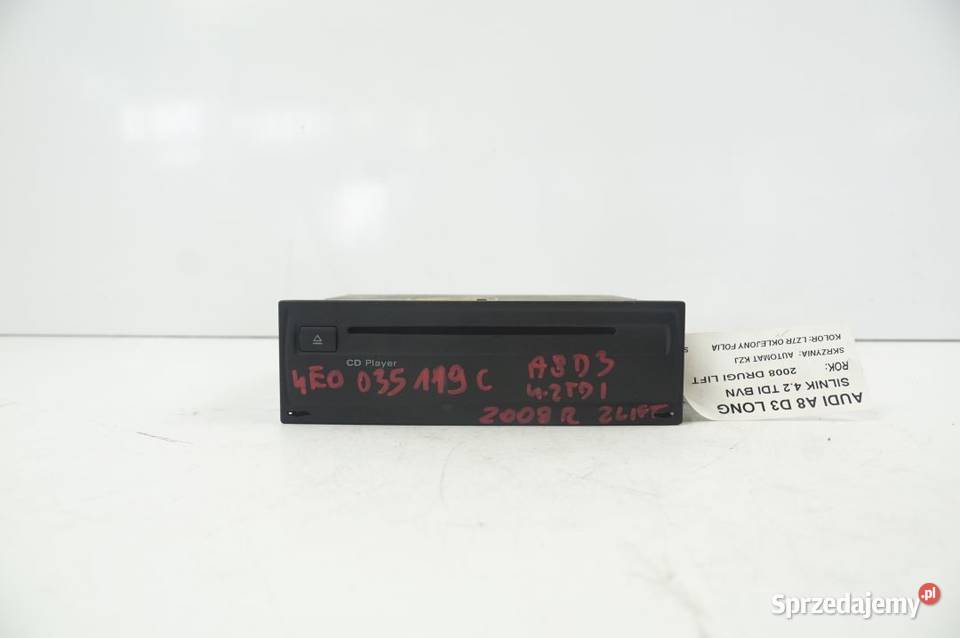 CD Player
4E0 035 119 C
A8D3
4.2TDI
2008R 2LIFT
AUDI A8 D3 LONG
SILNIK 4.2 TDI BVN
ROK: 2008 DRUGI LIFT
SKRZYNIA: AUTOMAT KZJ
KOLOR: LZ7R OKLEJONY FOLIA
Sprzedajemy.pl